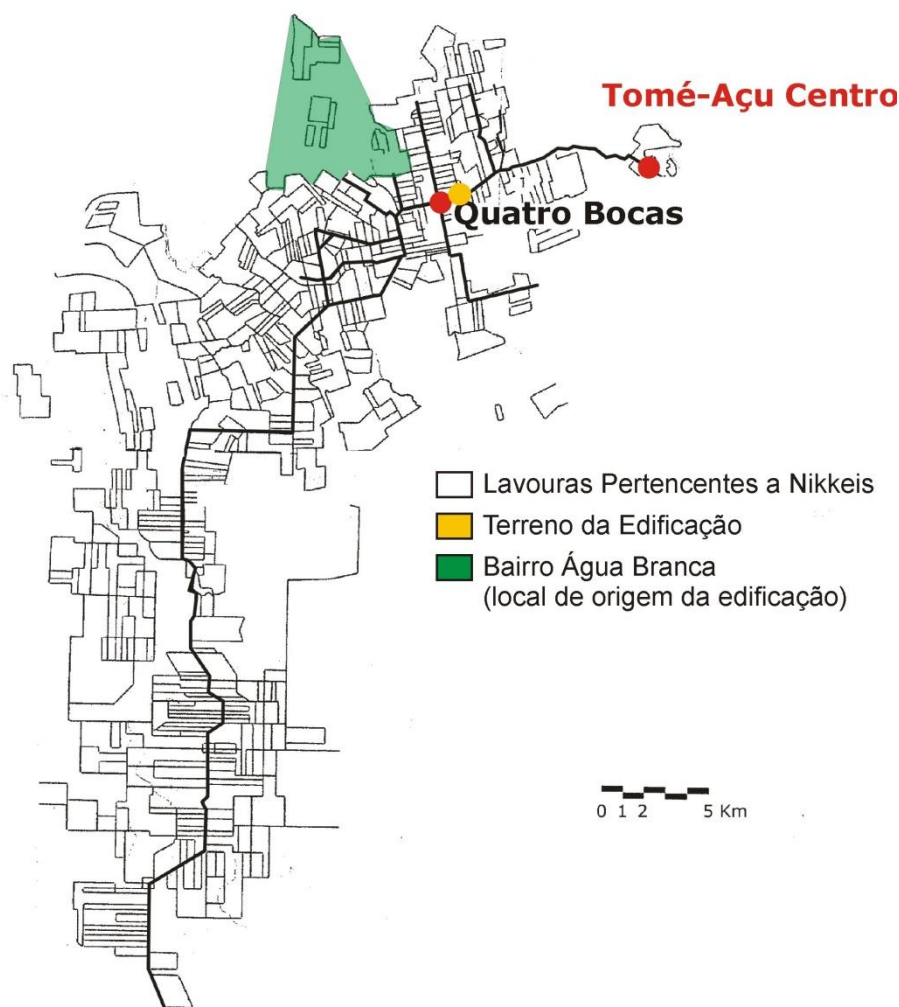 Tomé-Açu Centro
Quatro Bocas
Lavouras Pertencentes a Nikkeis
Terreno da Edificação
Bairro Água Branca
(local de origem da edificação)
0 1 2 5 Km